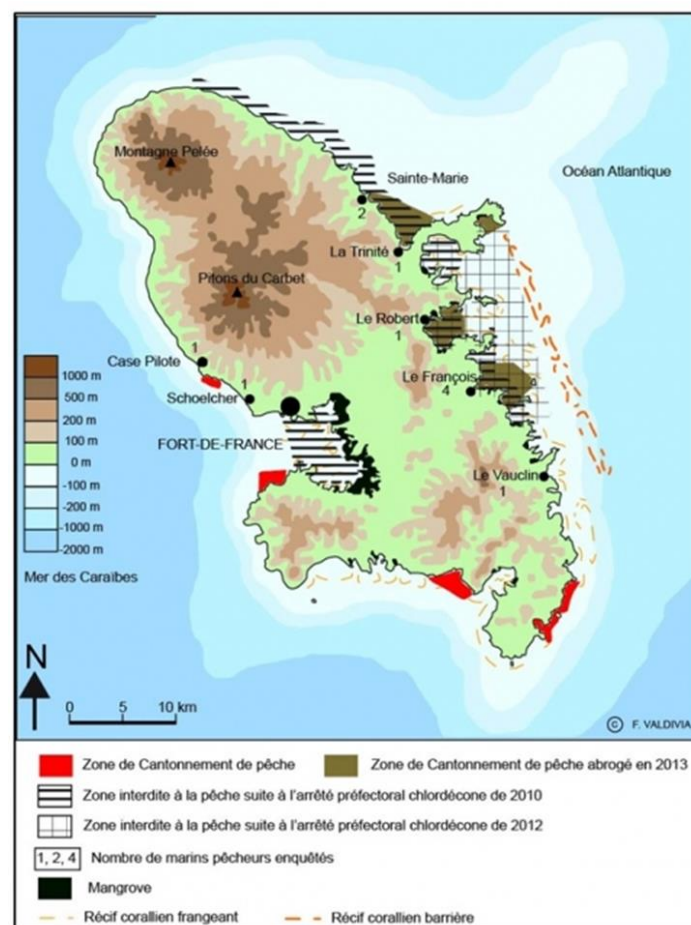 Montagne Pelée
Sainte-Marie
Océan Atlantique
2
La Trinité
1
Pitons du Carbet
Le Robert
1
Case Pilote
1
Le François
4
1
Schoelcher
1000 m
500 m
200 m
100 m
0 m
-100 m
-200 m
-1000 m
-2000 m
FORT-DE-FRANCE
Le Vauclin
1
Mer des Caraïbes
N
0 5 10 km
© F. VALDIVIA
Zone de Cantonnement de pêche
Zone de Cantonnement de pêche abrogé en 2013
Zone interdite à la pêche suite à l'arrêté préfectoral chlordécone de 2010
Zone interdite à la pêche suite à l'arrêté préfectoral chlordécone de 2012
1, 2, 4 Nombre de marins pêcheurs enquêtés
Mangrove
Récif corallien frangeant
Récif corallien barrière